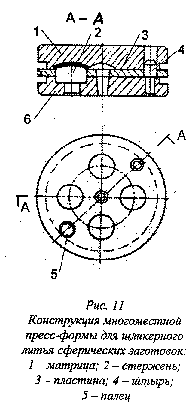 А – А
1
2
3
4
6
А
А
5
Рис. 11
Конструкция многоместной
пресс-формы для шликерного
литья сферических заготовок:
1 матрица; 2 – стержень;
3 – пластина; 4 – штырь;
5 – палец